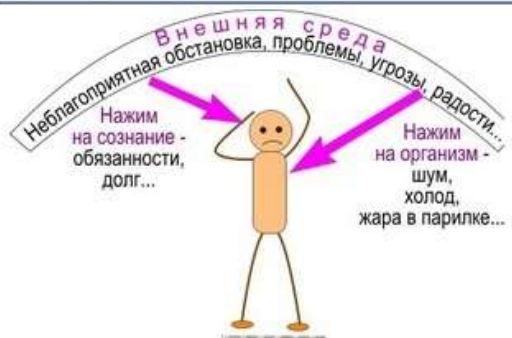 Внешняя среда
Неблагоприятная обстановка, проблемы, угрозы, радости...
Нажим
на сознание -
обязанности,
долг...
Нажим
на организм -
шум,
холод,
жара в парилке...